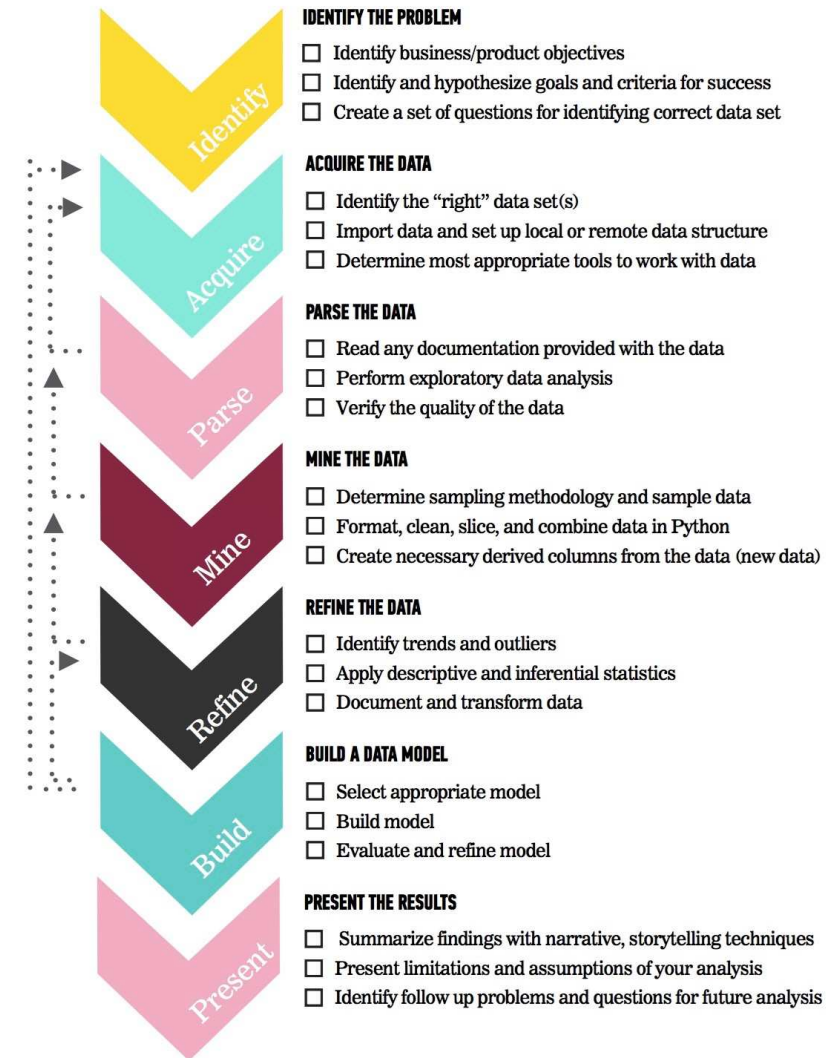 IDENTIFY THE PROBLEM
Identify business/product objectives
Identify and hypothesize goals and criteria for success
Create a set of questions for identifying correct data set
Identify
ACQUIRE THE DATA
Identify the “right” data set(s)
Import data and set up local or remote data structure
Determine most appropriate tools to work with data
Acquire
PARSE THE DATA
Read any documentation provided with the data
Perform exploratory data analysis
Verify the quality of the data
Parse
MINE THE DATA
Determine sampling methodology and sample data
Format, clean, slice, and combine data in Python
Create necessary derived columns from the data (new data)
Mine
REFINE THE DATA
Identify trends and outliers
Apply descriptive and inferential statistics
Document and transform data
Refine
BUILD A DATA MODEL
Select appropriate model
Build model
Evaluate and refine model
Build
PRESENT THE RESULTS
Summarize findings with narrative, storytelling techniques
Present limitations and assumptions of your analysis
Identify follow up problems and questions for future analysis
Present